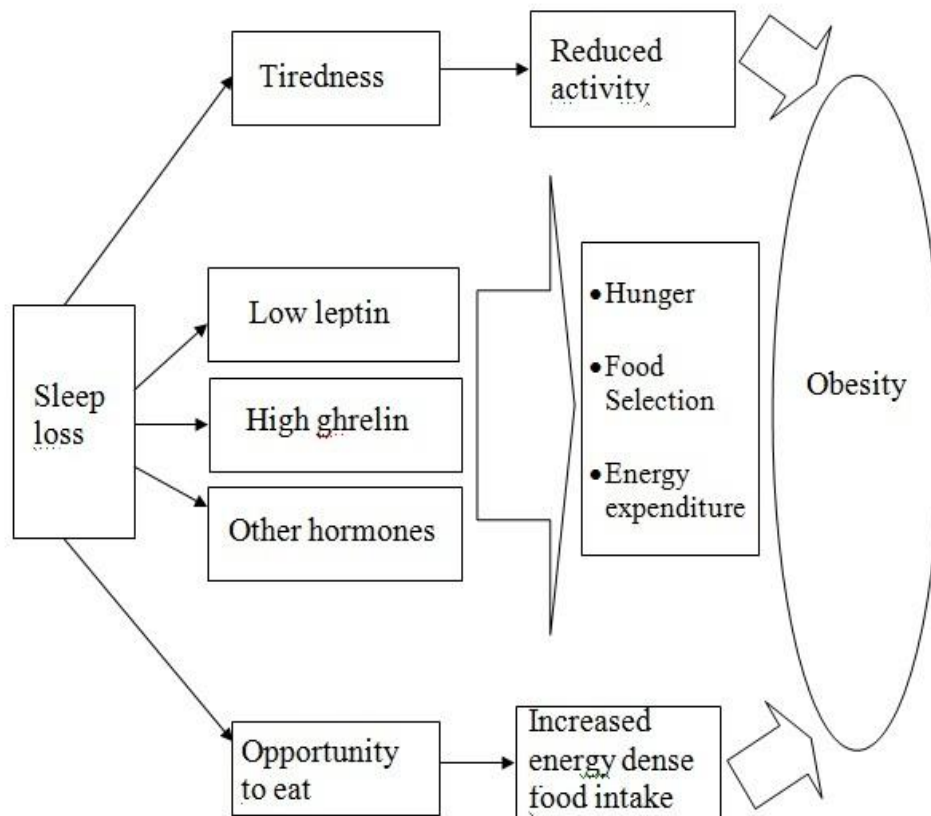 Tiredness
Reduced
activity
Sleep
loss
Low leptin
High ghrelin
Other hormones
•Hunger
•Food
Selection
•Energy
expenditure
Obesity
Opportunity
to eat
Increased
energy dense
food intake